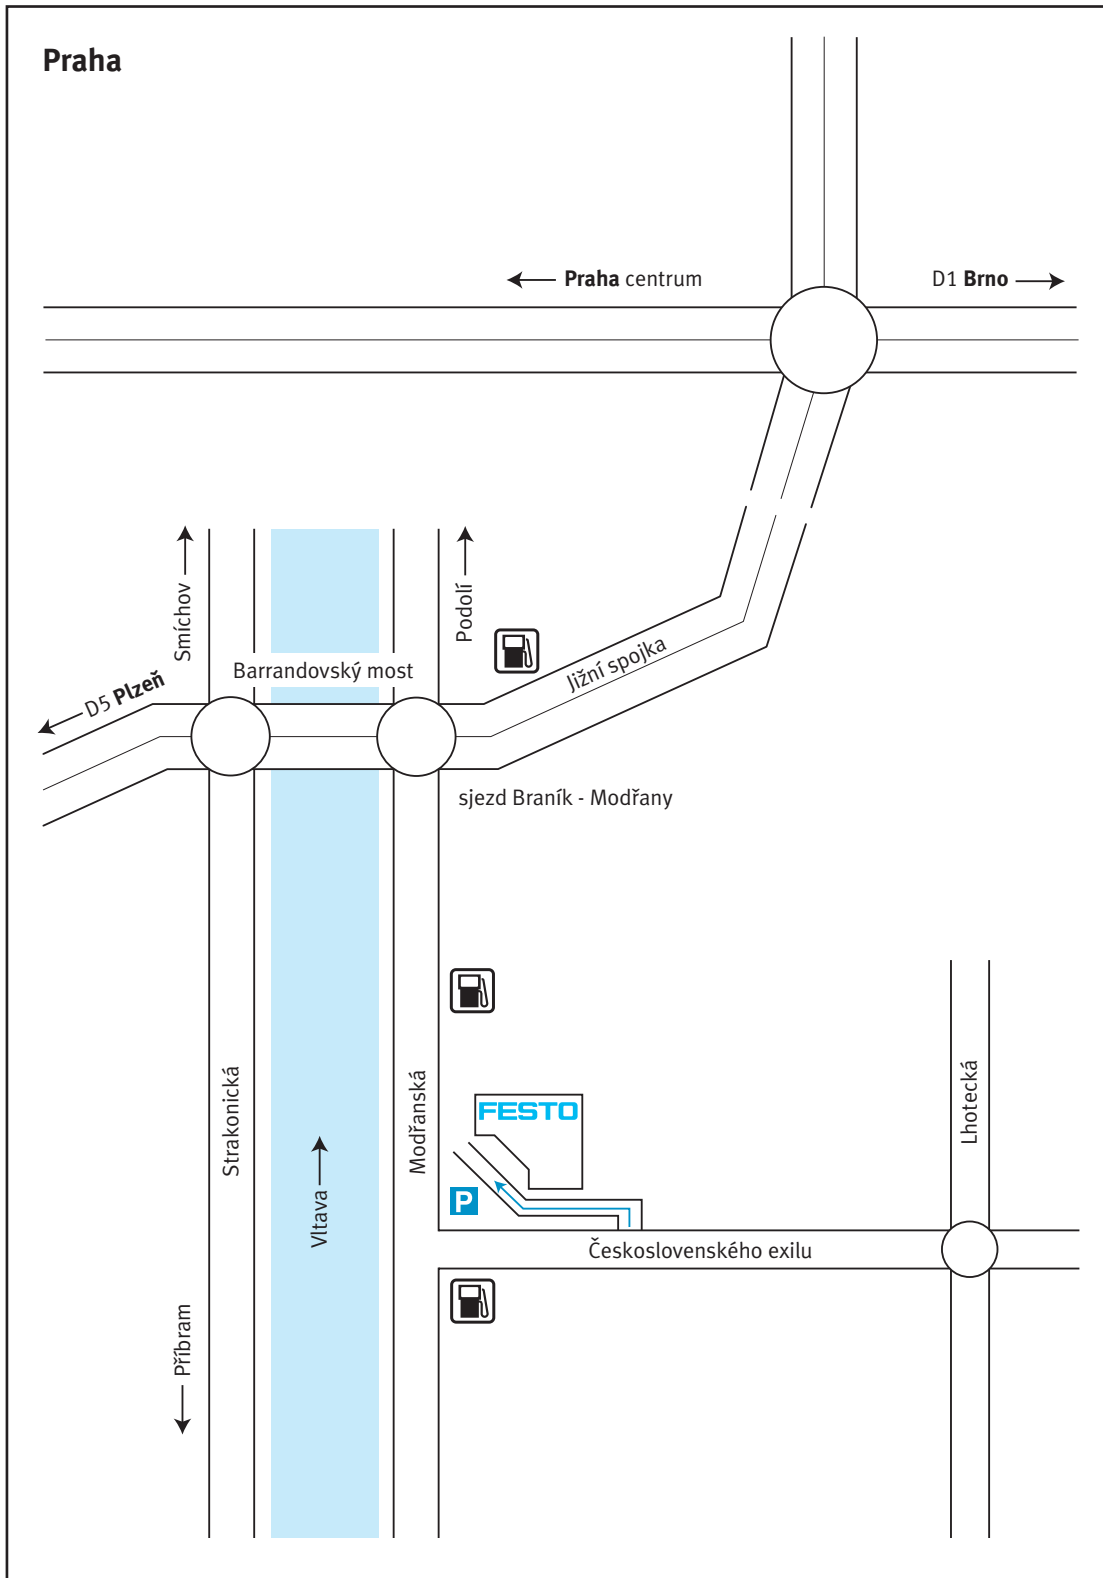 Praha
Praha centrum
D1 Brno
Smíchov
Podolí
Barrandovský most
Jižní spojka
D5 Plzeň
sjezd Braník - Modřany
Strakonická
Modřanská
Lhotecká
FESTO
P
Vltava
Československého exilu
Příbram